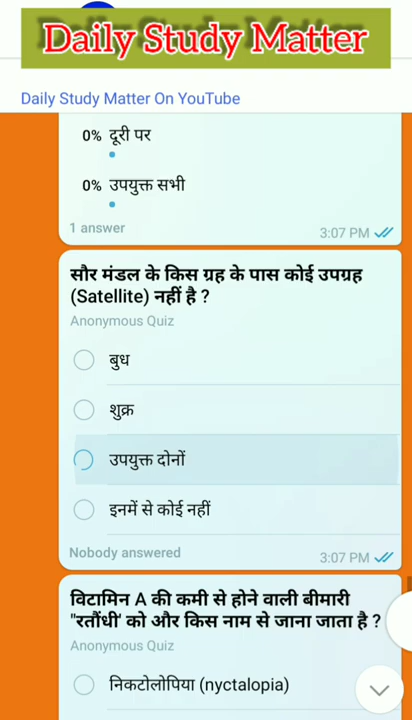 Daily Study Matter
Daily Study Matter On YouTube
0% दूरी पर
0% उपयुक्त सभी
1 answer
3:07 PM
सौर मंडल के किस ग्रह के पास कोई उपग्रह
(Satellite) नहीं है ?
Anonymous Quiz
बुध
शुक्र
उपयुक्त दोनों
इनमें से कोई नहीं
Nobody answered
3:07 PM
विटामिन A की कमी से होने वाली बीमारी
"रतौंधी' को और किस नाम से जाना जाता है ?
Anonymous Quiz
निकटोलोपिया (nyctalopia)